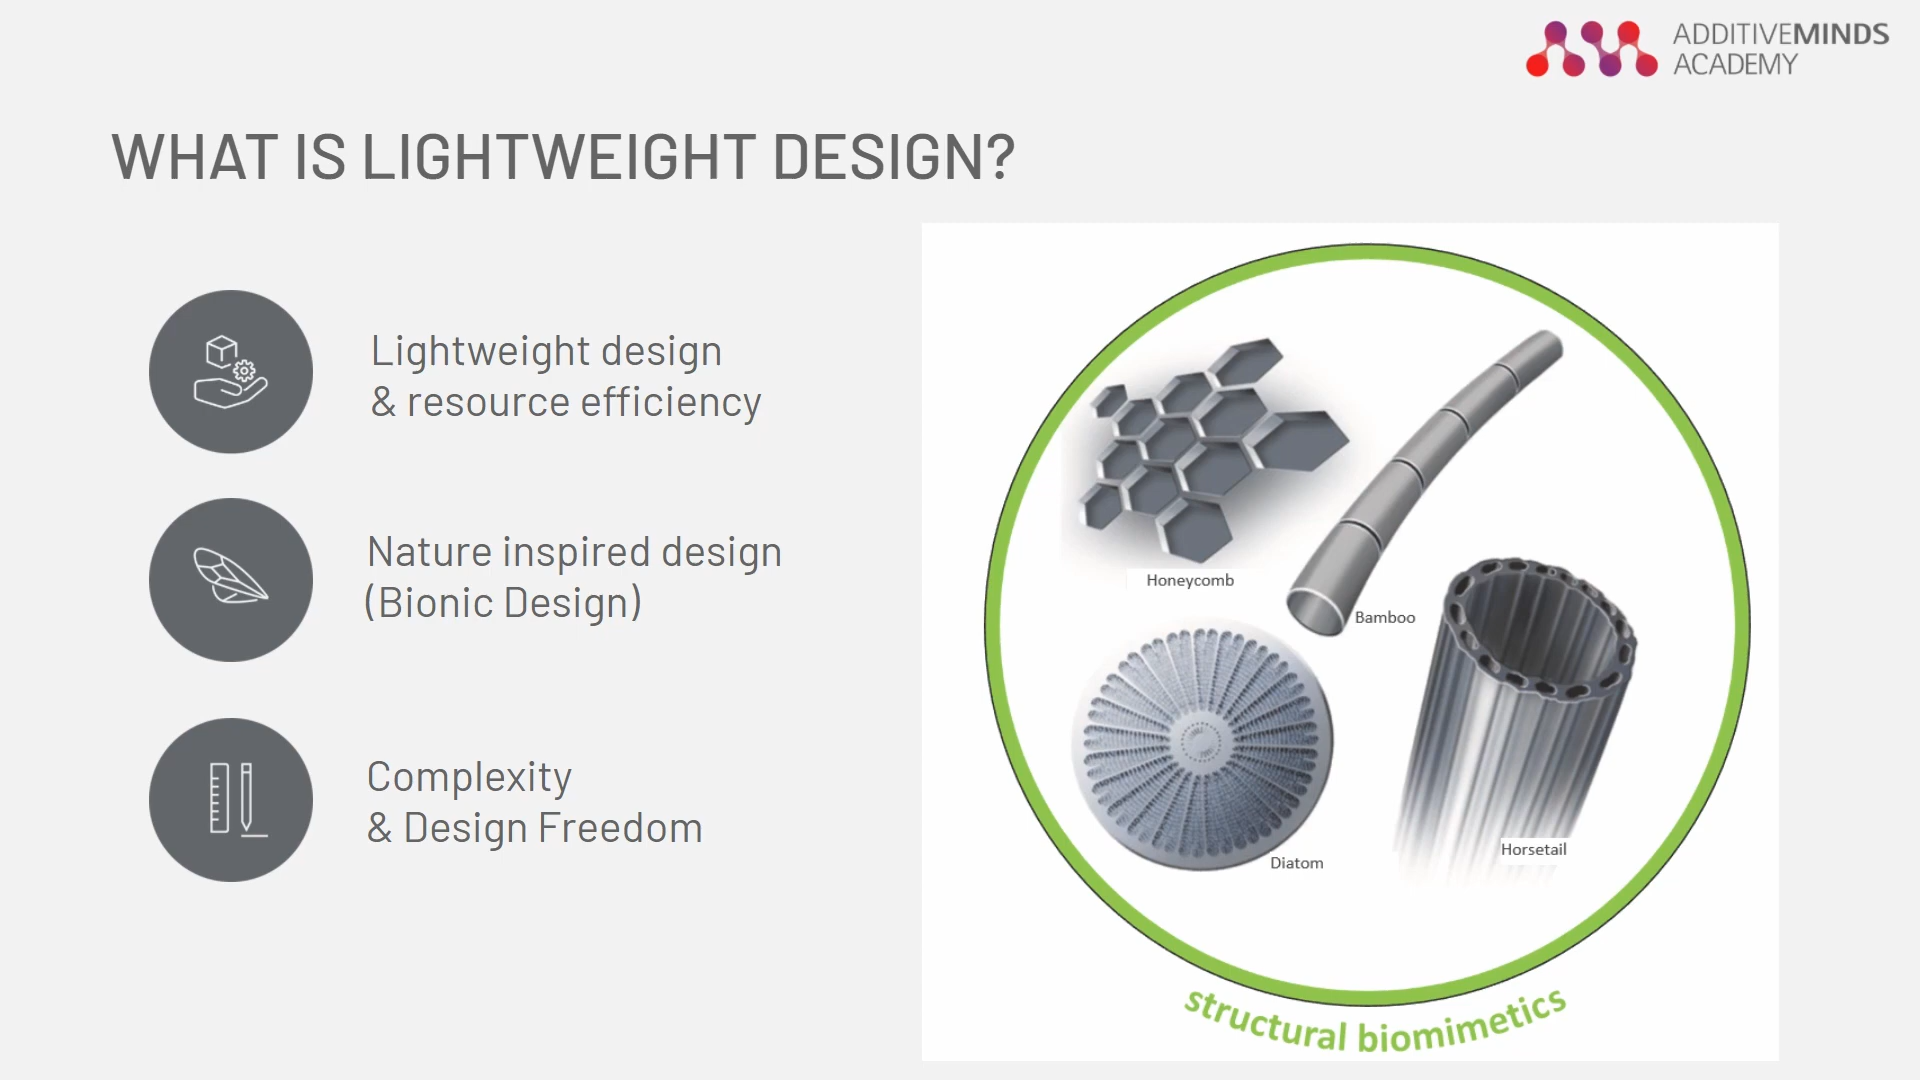 ADDITIVEMINDS
ACADEMY
WHAT IS LIGHTWEIGHT DESIGN?
Lightweight design
& resource efficiency
Nature inspired design
(Bionic Design)
Complexity
& Design Freedom
Honeycomb
Bamboo
Diatom
Horsetail
structural biomimetics